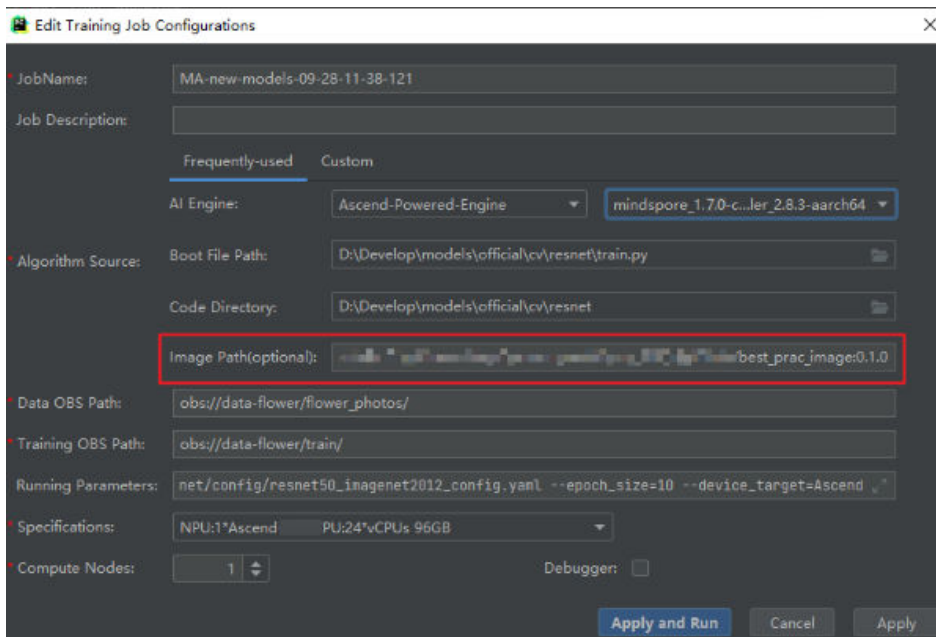 Edit Training Job Configurations
* JobName: MA-new-models-09-28-11-38-121
Job Description:
Frequently-used Custom
AI Engine: Ascend-Powered-Engine mindspore_1.7.0-c...ler_2.8.3-aarch64
* Algorithm Source:
Boot File Path: D:\Develop\models\official\cv\resnet\train.py
Code Directory: D:\Develop\models\official\cv\resnet
Image Path(optional): /best_prac_image:0.1.0
* Data OBS Path: obs://data-flower/flower_photos/
* Training OBS Path: obs://data-flower/train/
Running Parameters: net/config/resnet50_imagenet2012_config.yaml --epoch_size=10 --device_target=Ascend
* Specifications: NPU:1*Ascend PU:24*vCPUs 96GB
* Compute Nodes: 1 Debugger:
Apply and Run Cancel Apply